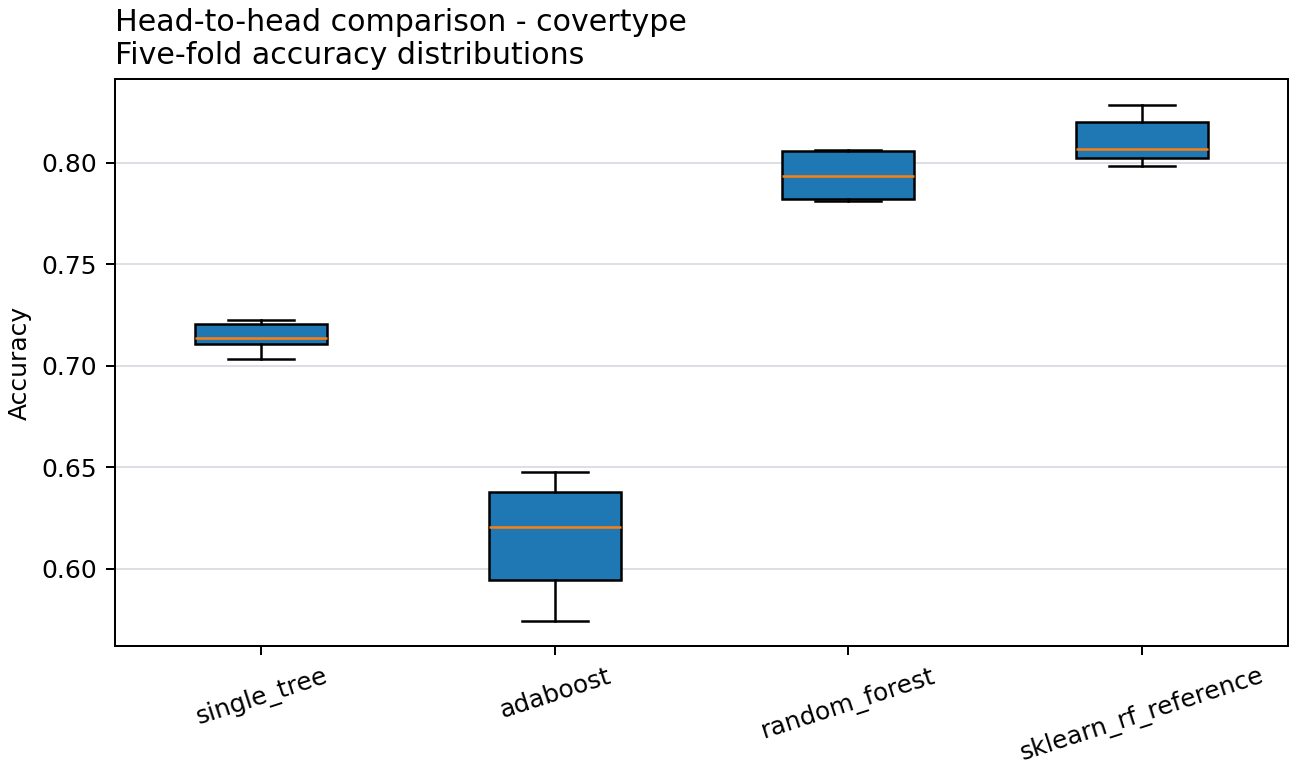 Head-to-head comparison - covertype
Five-fold accuracy distributions
Accuracy
0.80
0.75
0.70
0.65
0.60
single_tree
adaboost
random_forest
sklearn_rf_reference